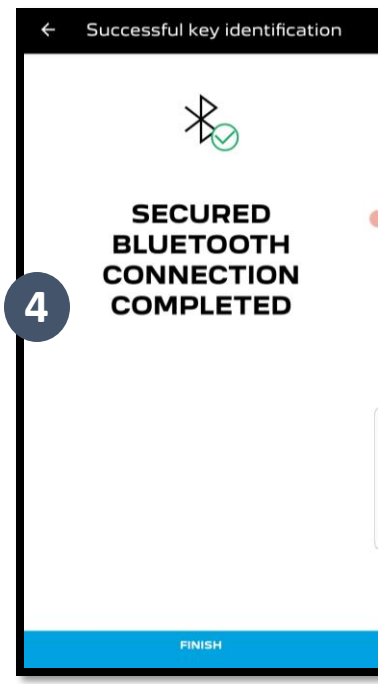 Successful key identification
SECURED
BLUETOOTH
CONNECTION
COMPLETED
4
FINISH